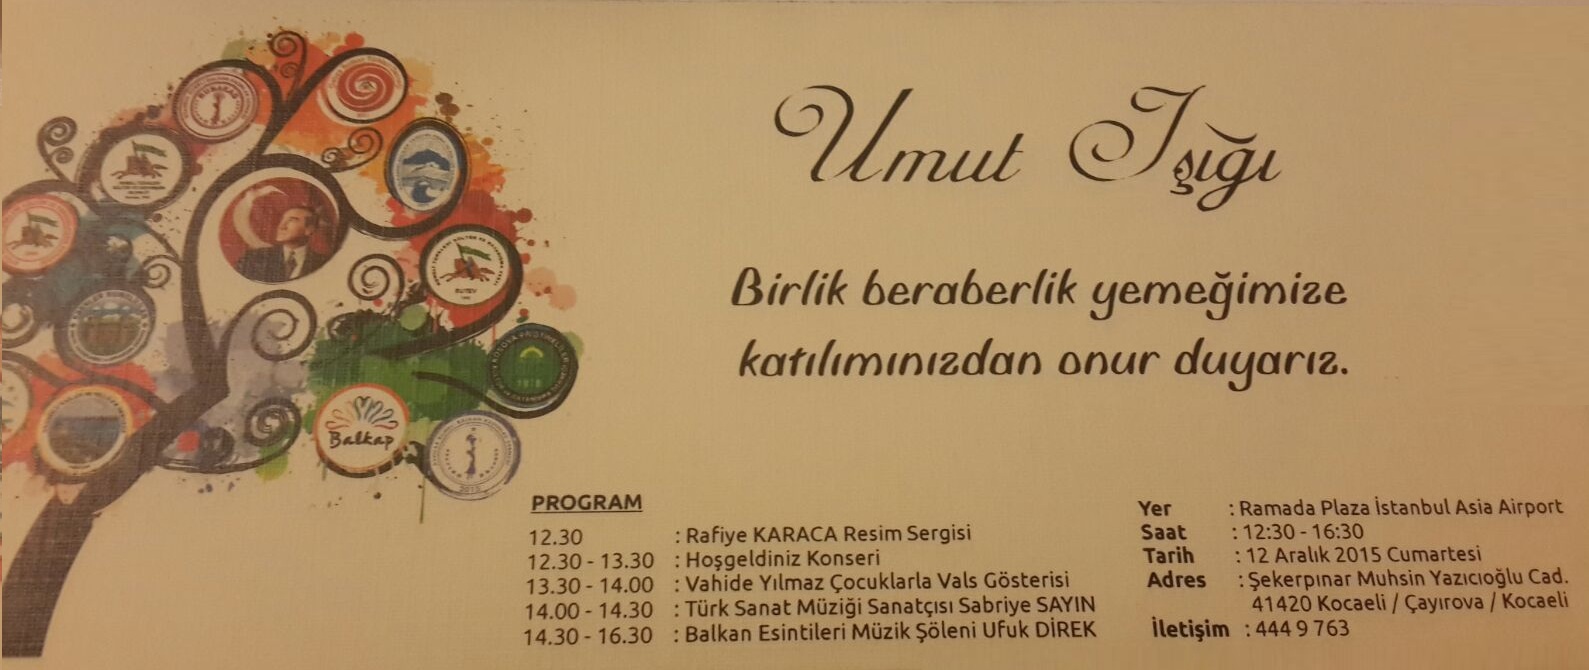 Umut Işığı
Birlik beraberlik yemeğimize
katılımınızdan onur duyarız.
Balkap
RUTEV
1912
2015
PROGRAM
12.30 : Rafiye KARACA Resim Sergisi
12.30 - 13.30 : Hoşgeldiniz Konseri
13.30 - 14.00 : Vahide Yılmaz Çocuklarla Vals Gösterisi
14.00 - 14.30 : Türk Sanat Müziği Sanatçısı Sabriye SAYIN
14.30 - 16.30 : Balkan Esintileri Müzik Şöleni Ufuk DİREK
Yer : Ramada Plaza İstanbul Asia Airport
Saat : 12:30 - 16:30
Tarih : 12 Aralık 2015 Cumartesi
Adres : Şekerpınar Muhsin Yazıcıoğlu Cad.
41420 Kocaeli / Çayırova / Kocaeli
İletişim : 444 9 763